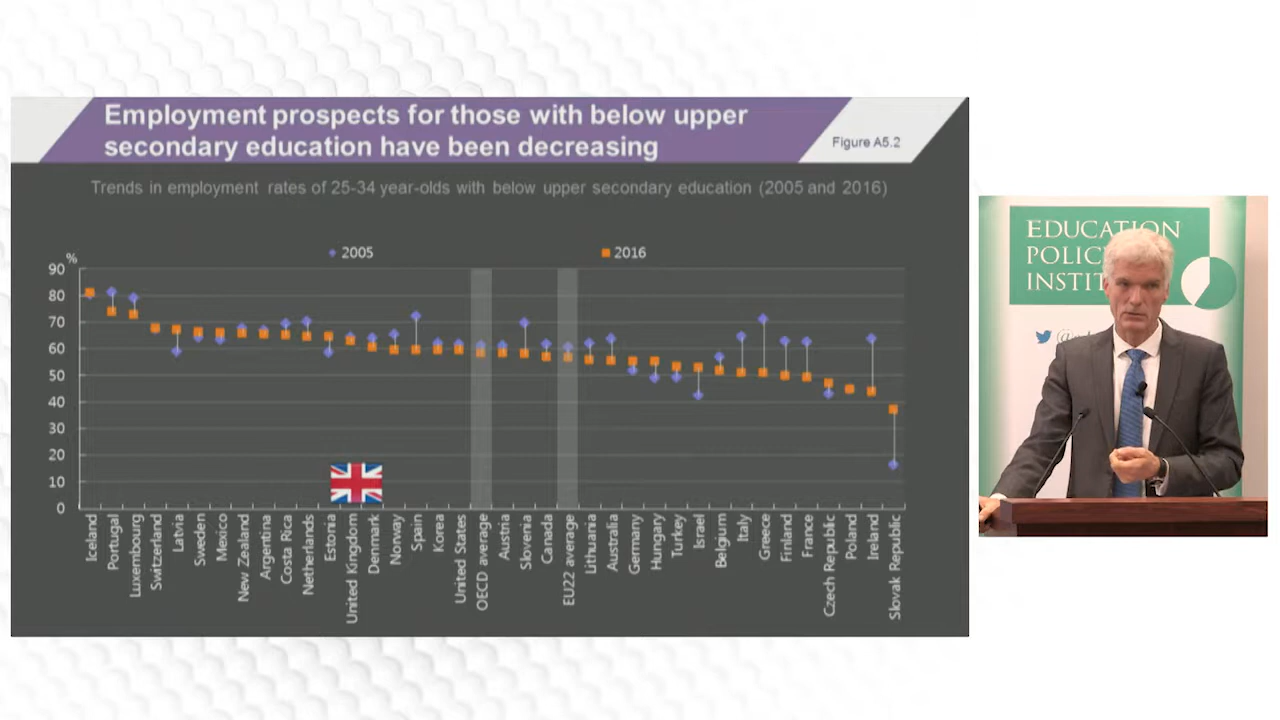 Employment prospects for those with below upper
secondary education have been decreasing
Figure A5.2
Trends in employment rates of 25-34 year-olds with below upper secondary education (2005 and 2016)
2005
2016
%
90
80
70
60
50
40
30
20
10
0
Iceland
Portugal
Luxembourg
Switzerland
Latvia
Sweden
Mexico
New Zealand
Argentina
Costa Rica
Netherlands
Estonia
United Kingdom
Denmark
Norway
Spain
Korea
United States
OECD average
Austria
Slovenia
Canada
EU22 average
Lithuania
Australia
Germany
Hungary
Turkey
Israel
Belgium
Italy
Greece
Finland
France
Czech Republic
Poland
Ireland
Slovak Republic
EDUCATION
POLIC
INSTIT